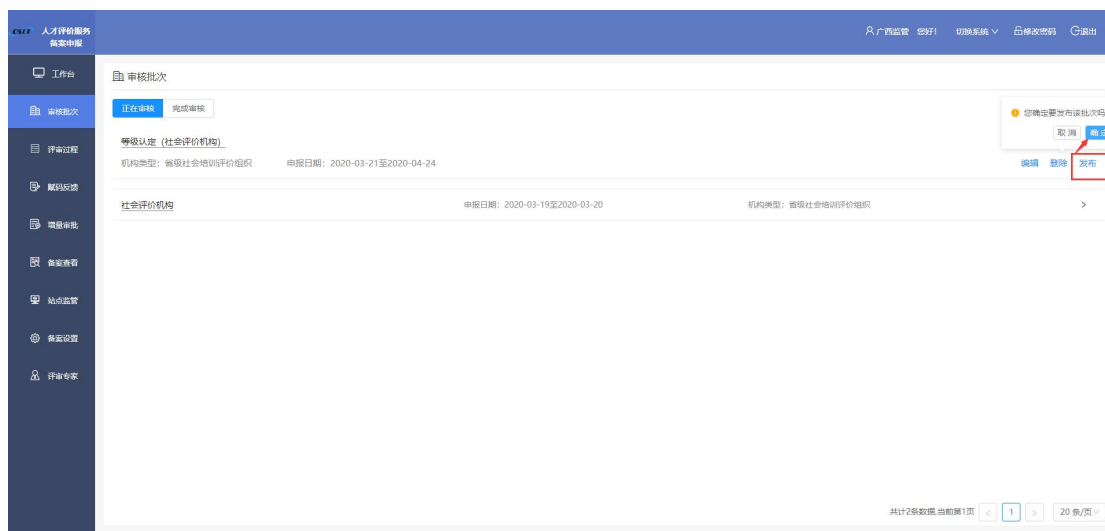 OSLT 人才评价服务
备案申报
广西监管 您好! 切换系统 修改密码 退出
工作台
审核批次
评审过程
赋码反馈
增量审批
备案查看
站点监管
备案设置
评审专家
审核批次
正在审核 完成审核
您确定要发布该批次吗
取消 确定
等级认定（社会评价机构）
机构类型：省级社会培训评价组织 申报日期：2020-03-21至2020-04-24
编辑 删除 发布
社会评价机构 申报日期：2020-03-19至2020-03-20 机构类型：省级社会培训评价组织 >
共计2条数据,当前第1页 < 1 > 20 条/页